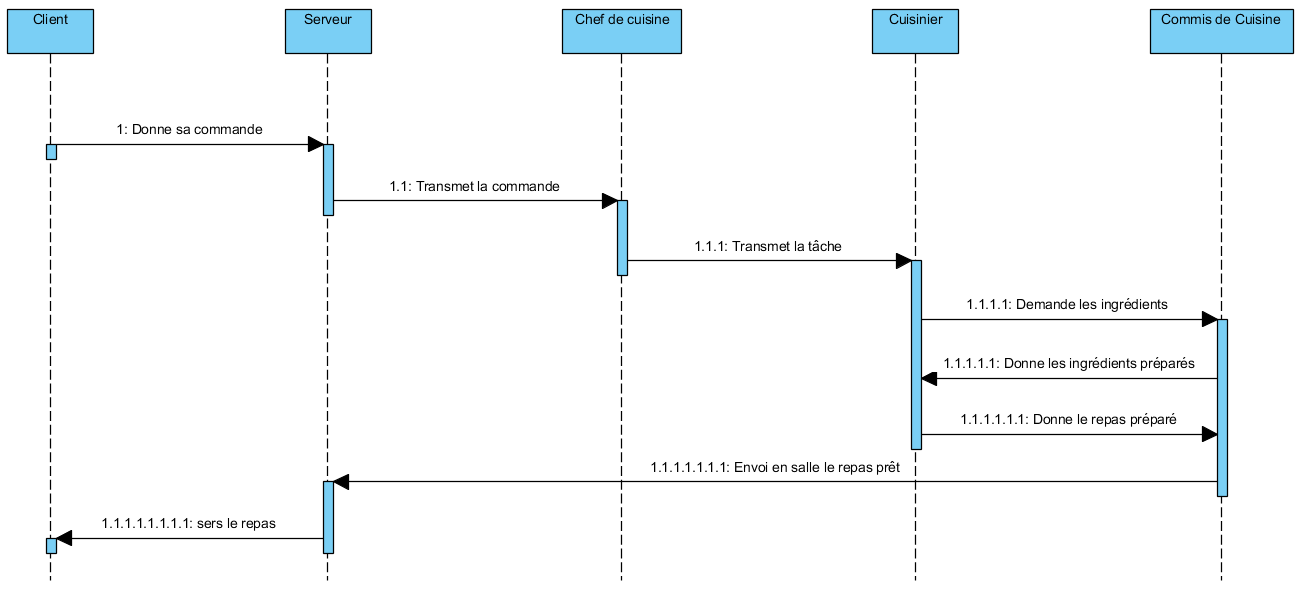 Client
Serveur
Chef de cuisine
Cuisinier
Commis de Cuisine
1: Donne sa commande
1.1: Transmet la commande
1.1.1: Transmet la tâche
1.1.1.1: Demande les ingrédients
1.1.1.1.1: Donne les ingrédients préparés
1.1.1.1.1.1: Donne le repas préparé
1.1.1.1.1.1.1: Envoi en salle le repas prêt
1.1.1.1.1.1.1.1: sers le repas